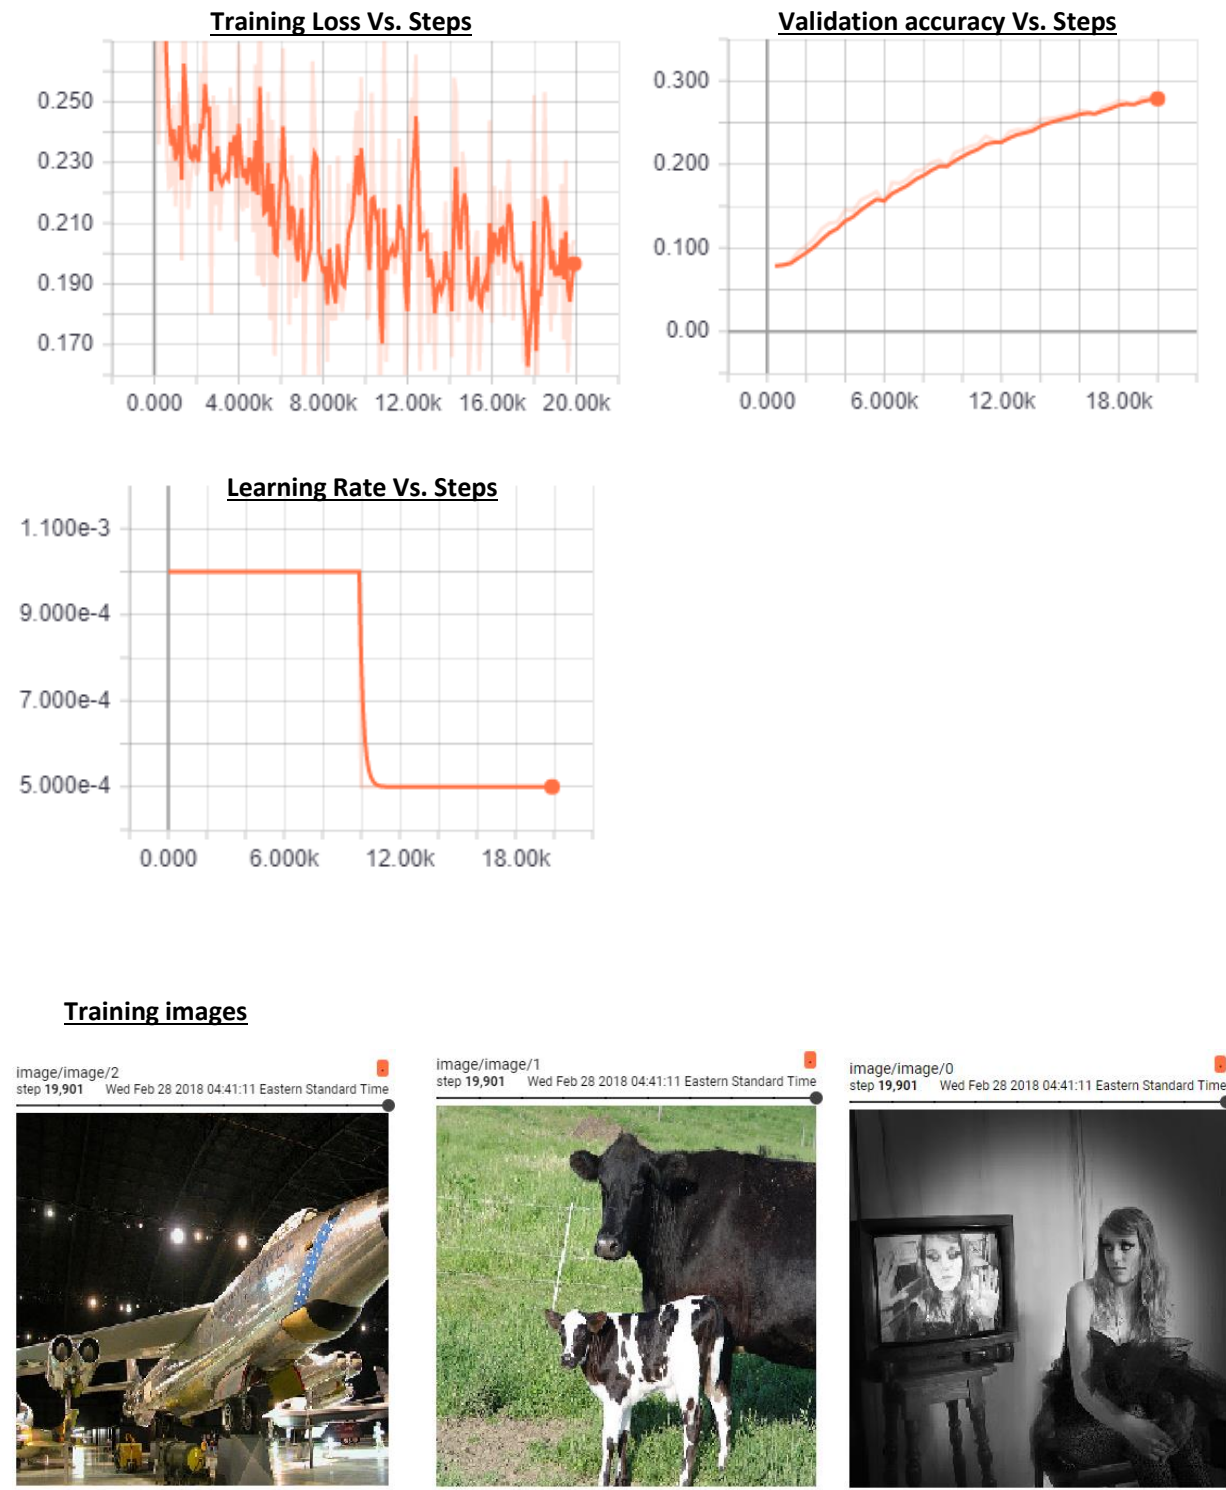 Training Loss Vs. Steps
0.250
0.230
0.210
0.190
0.170
0.000 4.000k 8.000k 12.00k 16.00k 20.00k
Validation accuracy Vs. Steps
0.300
0.200
0.100
0.00
0.000 6.000k 12.00k 18.00k
Learning Rate Vs. Steps
1.100e-3
9.000e-4
7.000e-4
5.000e-4
0.000 6.000k 12.00k 18.00k
Training images
image/image/2
step 19,901 Wed Feb 28 2018 04:41:11 Eastern Standard Time
image/image/1
step 19,901 Wed Feb 28 2018 04:41:11 Eastern Standard Time
image/image/0
step 19,901 Wed Feb 28 2018 04:41:11 Eastern Standard Time